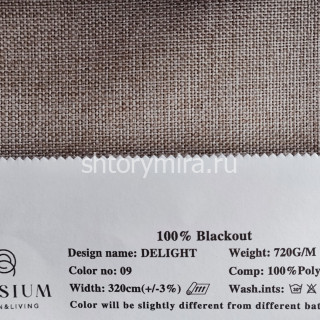 shtorymira.ru
100% Blackout
Design name: DELIGHT Weight: 720G/M
Color no: 09 Comp: 100%Poly
Width: 320cm(+/-3%) Wash.ints:
Color will be slightly different from different bat
SIUM
N&LIVING